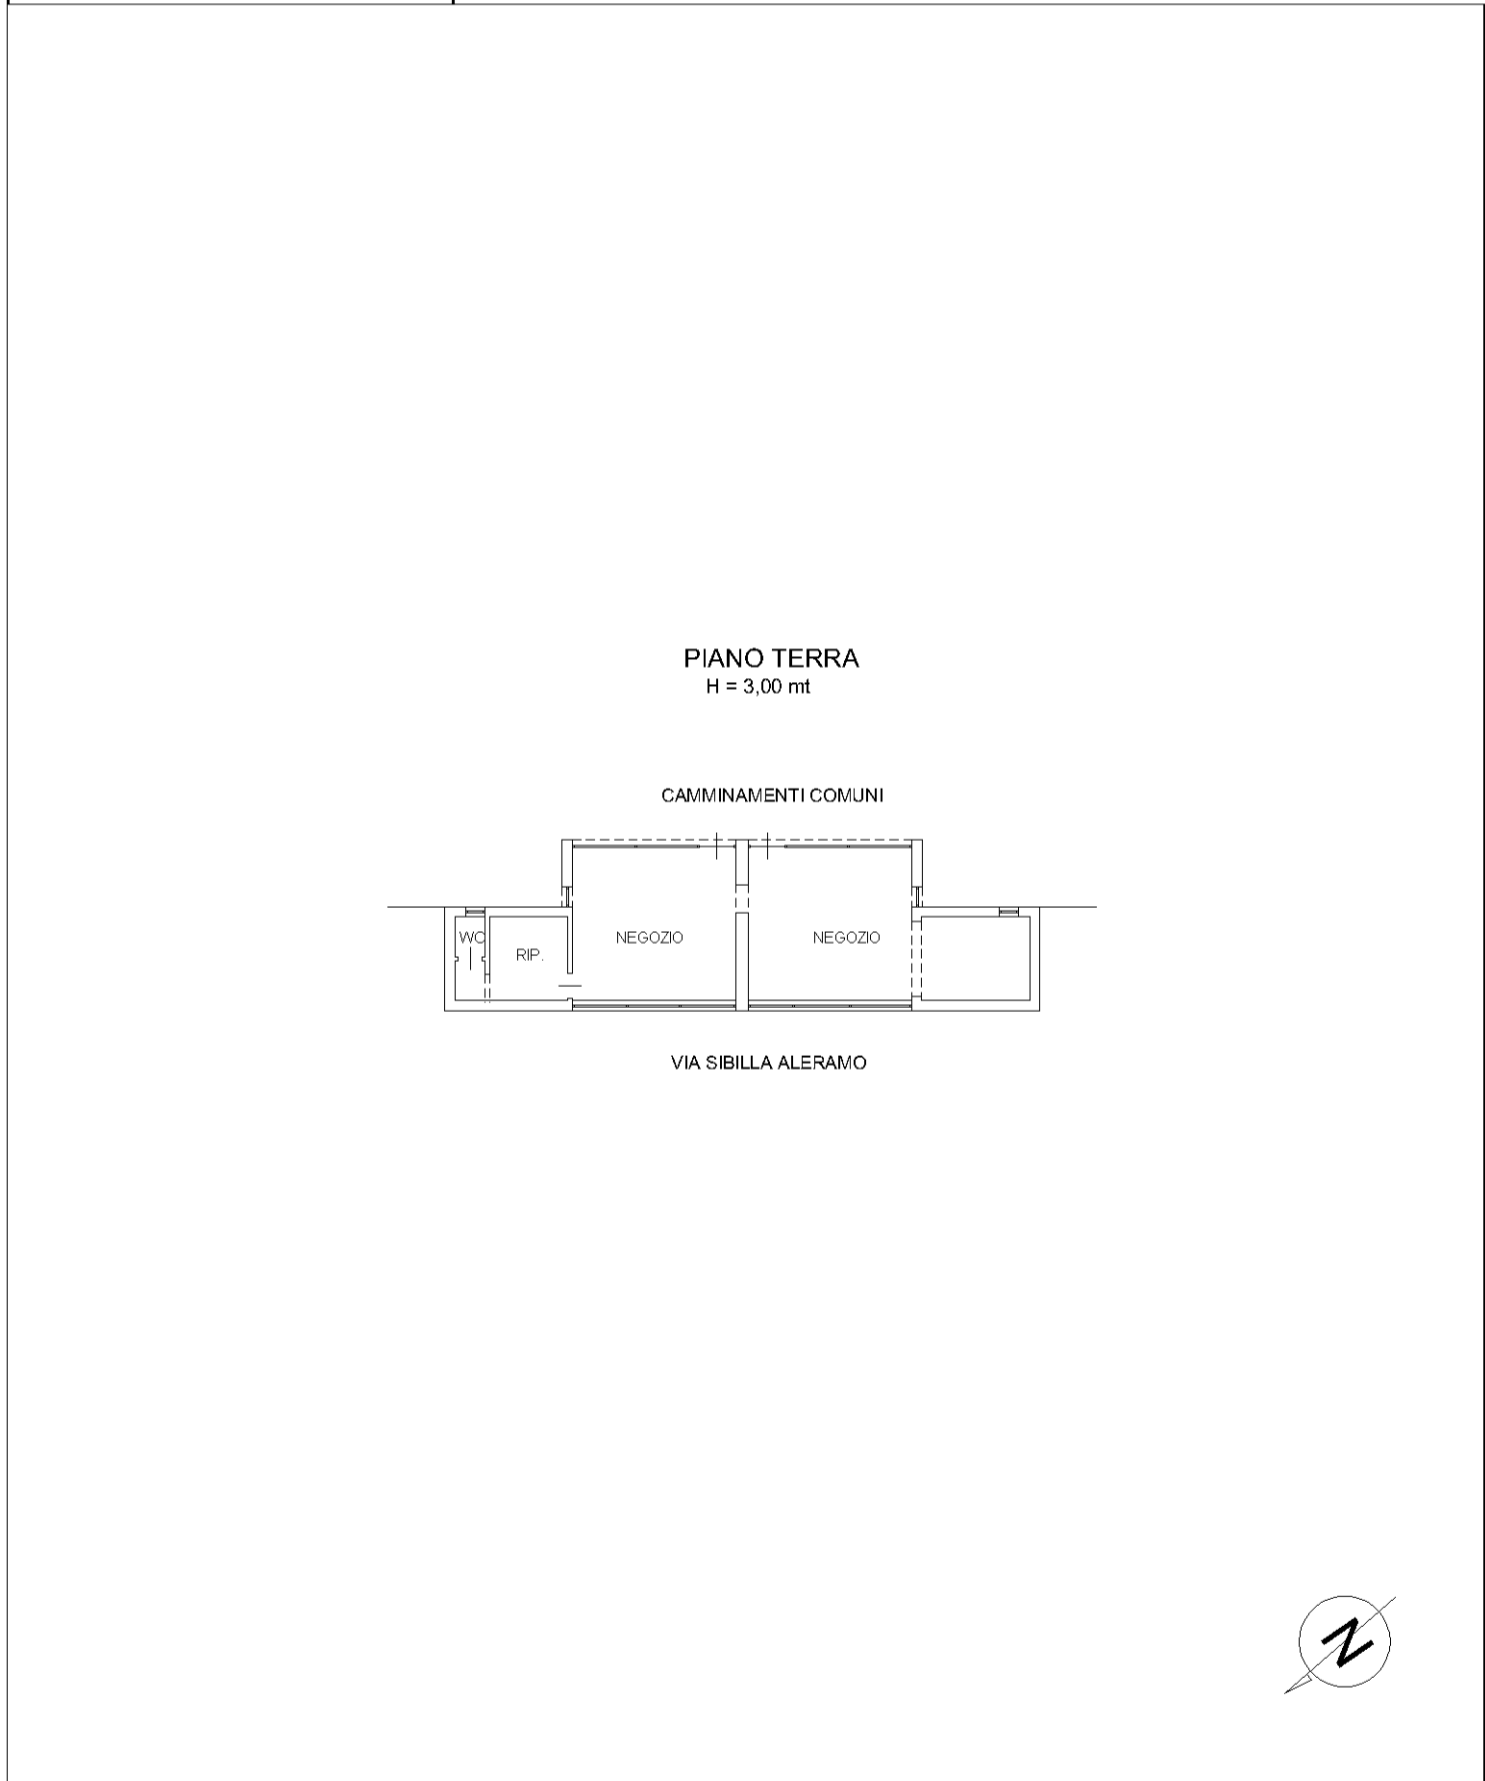 PIANO TERRA
H = 3,00 mt
CAMMINAMENTI COMUNI
WC
RIP.
NEGOZIO
NEGOZIO
VIA SIBILLA ALERAMO
N